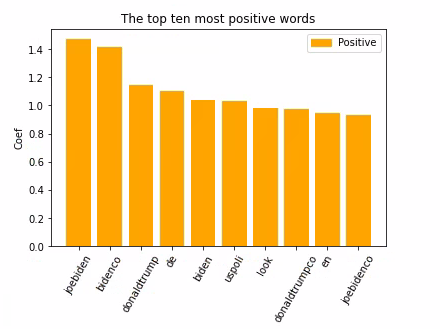 The top ten most positive words
Positive
Coef
1.4
1.2
1.0
0.8
0.6
0.4
0.2
0.0
joebiden
bidenco
donaldtrump
de
biden
uspoli
look
donaldtrumpco
en
joebidenco